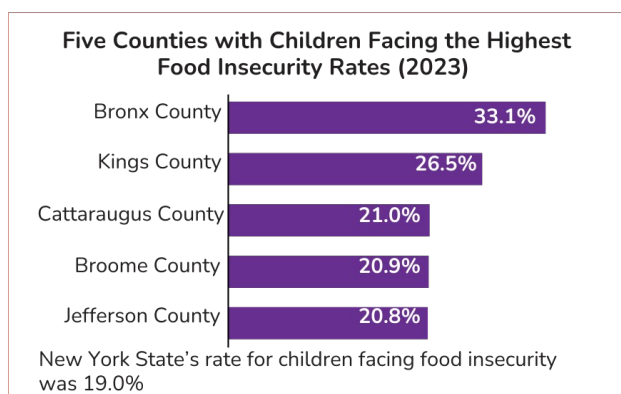 Five Counties with Children Facing the Highest
Food Insecurity Rates (2023)
Bronx County 33.1%
Kings County 26.5%
Cattaraugus County 21.0%
Broome County 20.9%
Jefferson County 20.8%
New York State’s rate for children facing food insecurity
was 19.0%